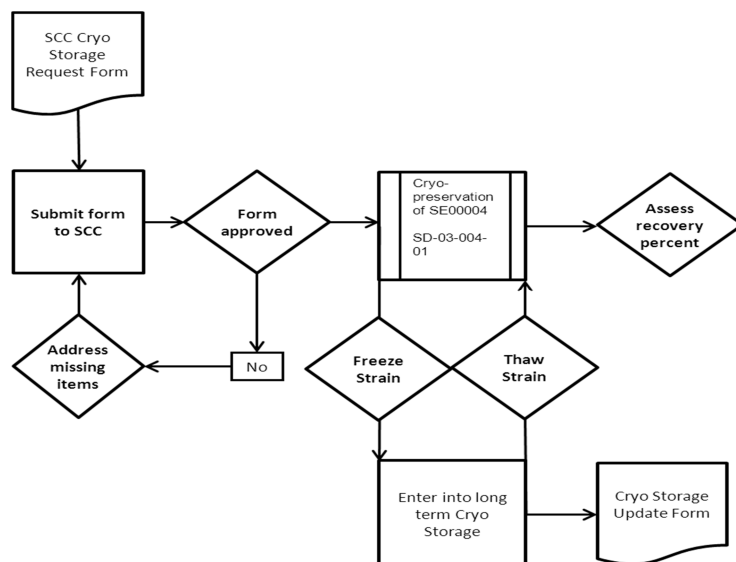 SCC Cryo
Storage
Request Form
Submit form
to SCC
Form
approved
Cryo-
preservation
of SE00004
SD-03-004-
01
Assess
recovery
percent
Address
missing
items
No
Freeze
Strain
Thaw
Strain
Enter into long
term Cryo
Storage
Cryo Storage
Update Form